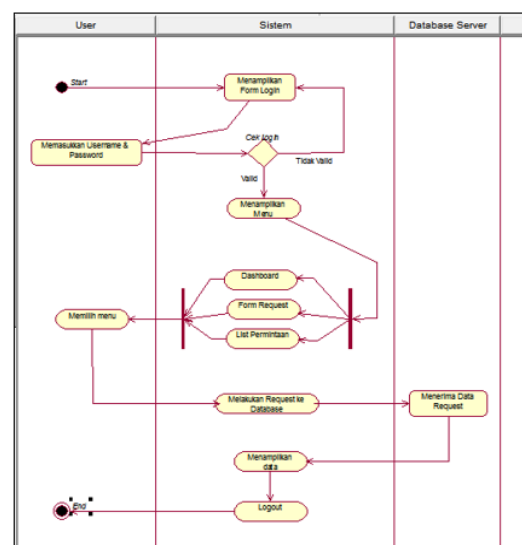 User
Sistem
Database Server
Start
Menampilkan
Form Login
Memasukkan Username &
Password
Cek login
Tidak Valid
Valid
Menampilkan
Menu
Dashboard
Form Request
List Permintaan
Memilih menu
Melakukan Request ke
Database
Menerima Data
Request
Menampilkan
data
Logout
End